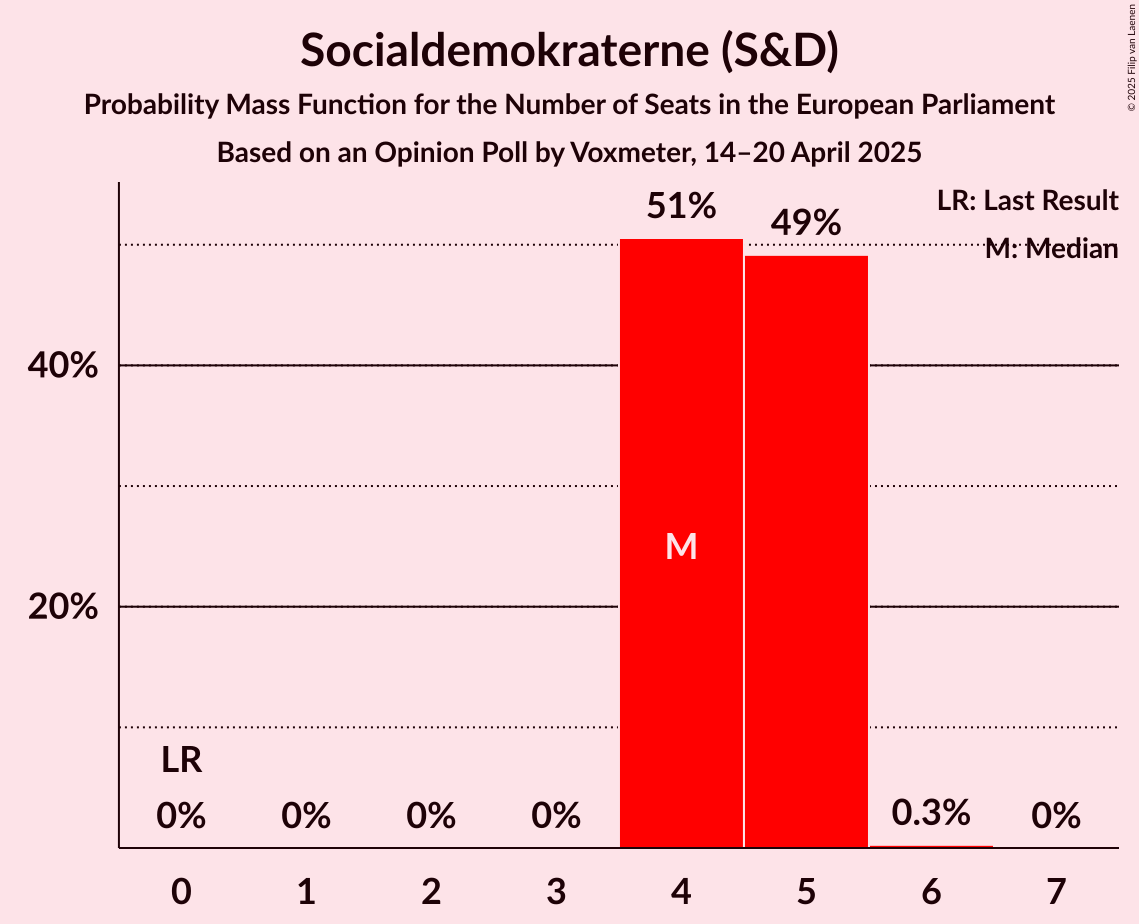 Socialdemokraterne (S&D)
Probability Mass Function for the Number of Seats in the European Parliament
Based on an Opinion Poll by Voxmeter, 14–20 April 2025
© 2025 Filip van Laenen
LR: Last Result
M: Median
51%
49%
40%
M
20%
LR
0%
0%
0%
0%
0.3%
0%
0
1
2
3
4
5
6
7